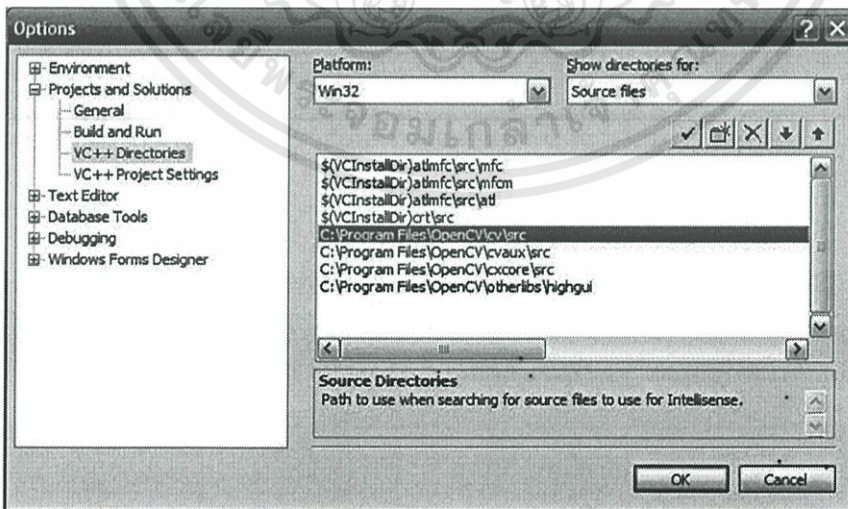 Options
Environment
Projects and Solutions
General
Build and Run
VC++ Directories
VC++ Project Settings
Text Editor
Database Tools
Debugging
Windows Forms Designer
Platform:
Win32
Show directories for:
Source files
$(VCInstallDir)atlmfc\src\mfc
$(VCInstallDir)atlmfc\src\mfcm
$(VCInstallDir)atlmfc\src\atl
$(VCInstallDir)crt\src
C:\Program Files\OpenCV\cv\src
C:\Program Files\OpenCV\cvaux\src
C:\Program Files\OpenCV\cxcore\src
C:\Program Files\OpenCV\otherlibs\highgui
Source Directories
Path to use when searching for source files to use for Intellisense.
OK
Cancel